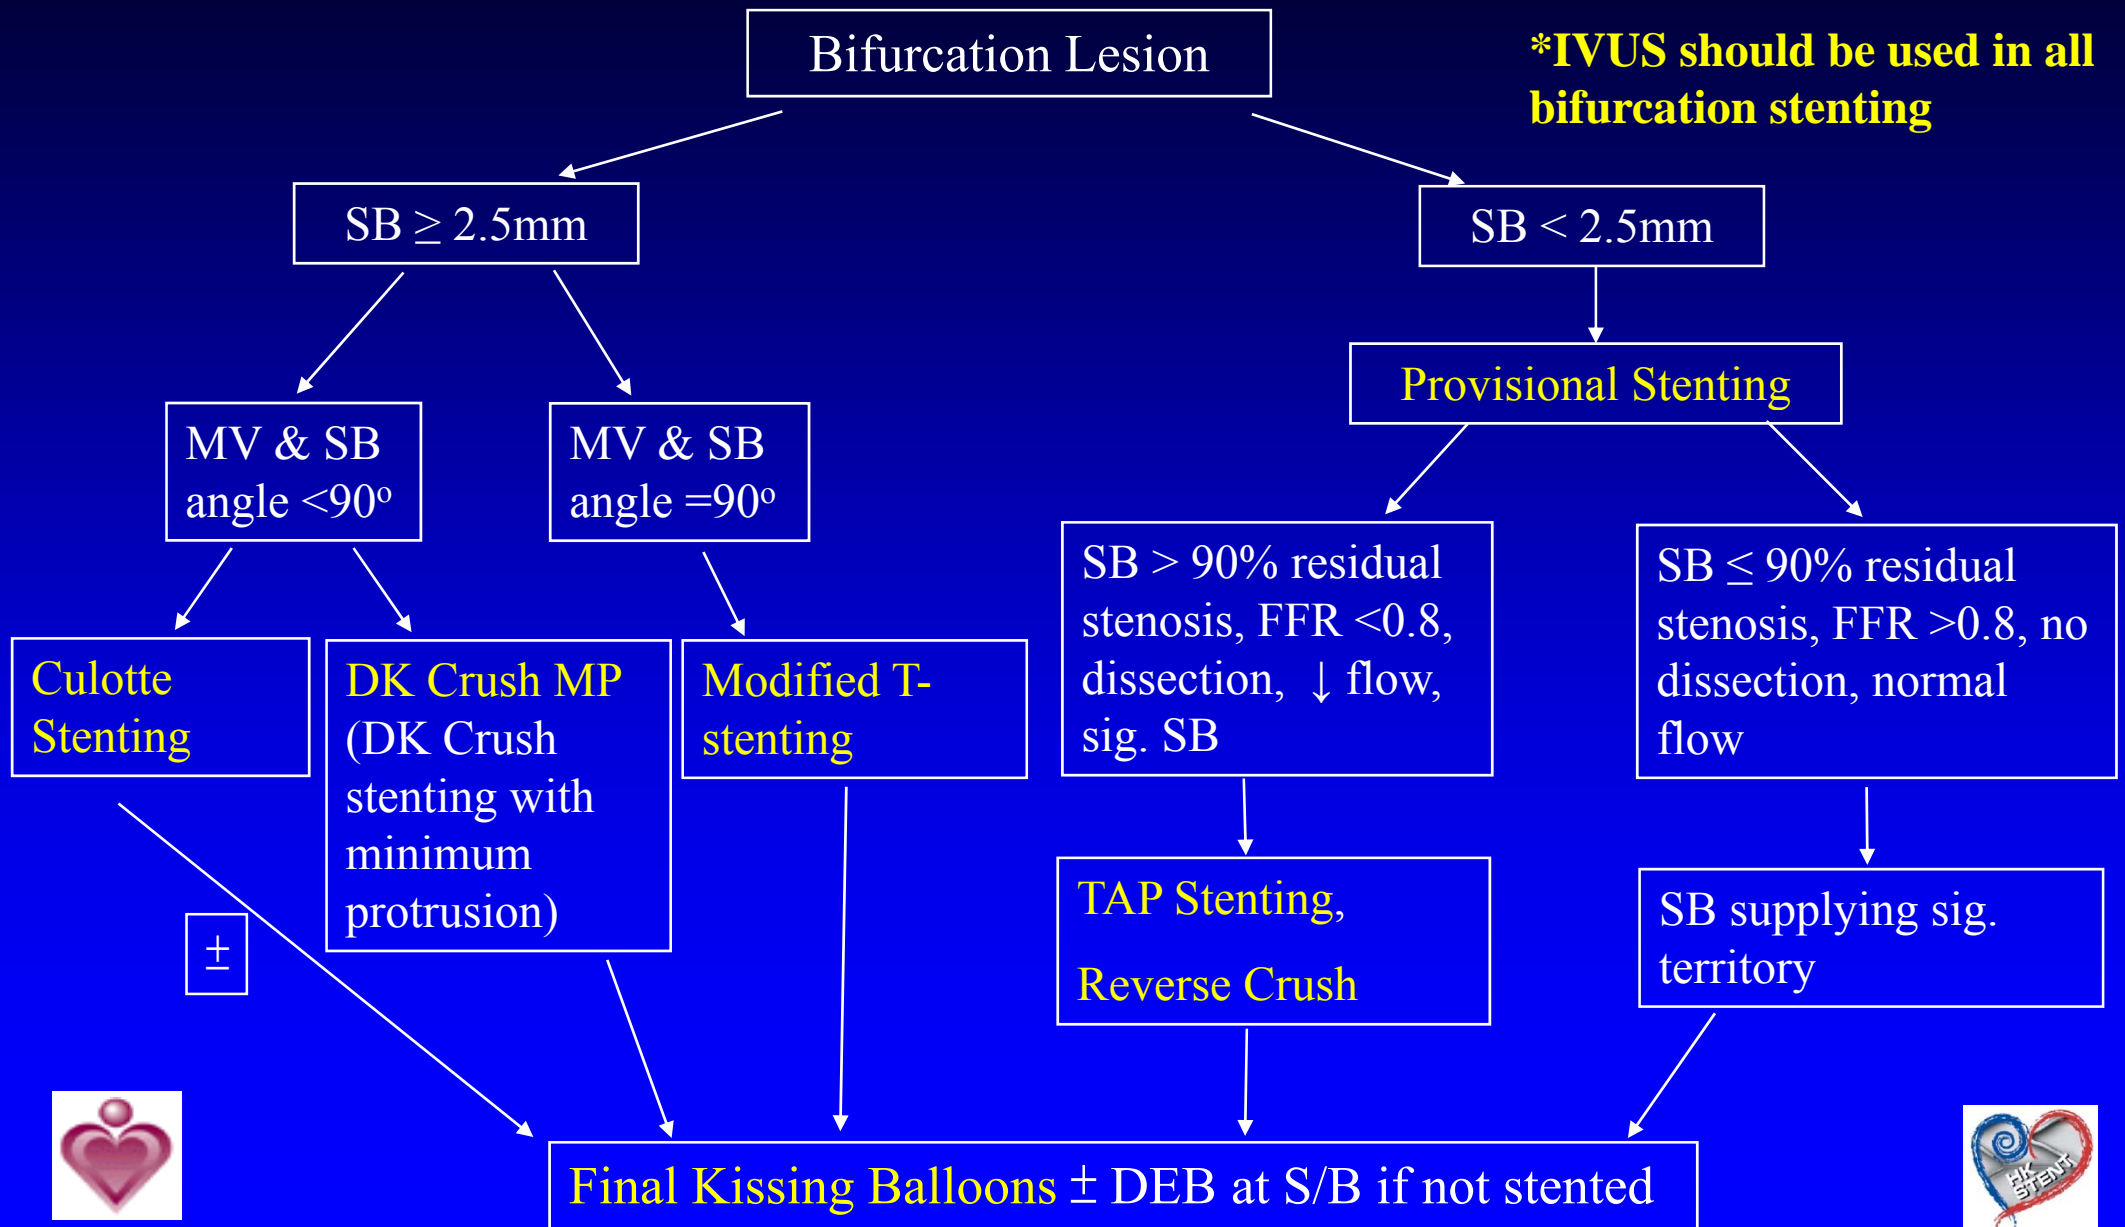 Bifurcation Lesion
*IVUS should be used in all
bifurcation stenting
SB ≥ 2.5mm
SB < 2.5mm
Provisional Stenting
MV & SB
angle <90º
MV & SB
angle =90º
SB > 90% residual
stenosis, FFR <0.8,
dissection, ↓ flow,
sig. SB
SB ≤ 90% residual
stenosis, FFR >0.8, no
dissection, normal
flow
Culotte
Stenting
DK Crush MP
(DK Crush
stenting with
minimum
protrusion)
Modified T-
stenting
TAP Stenting,
Reverse Crush
SB supplying sig.
territory
±
Final Kissing Balloons ± DEB at S/B if not stented
HK
STENT